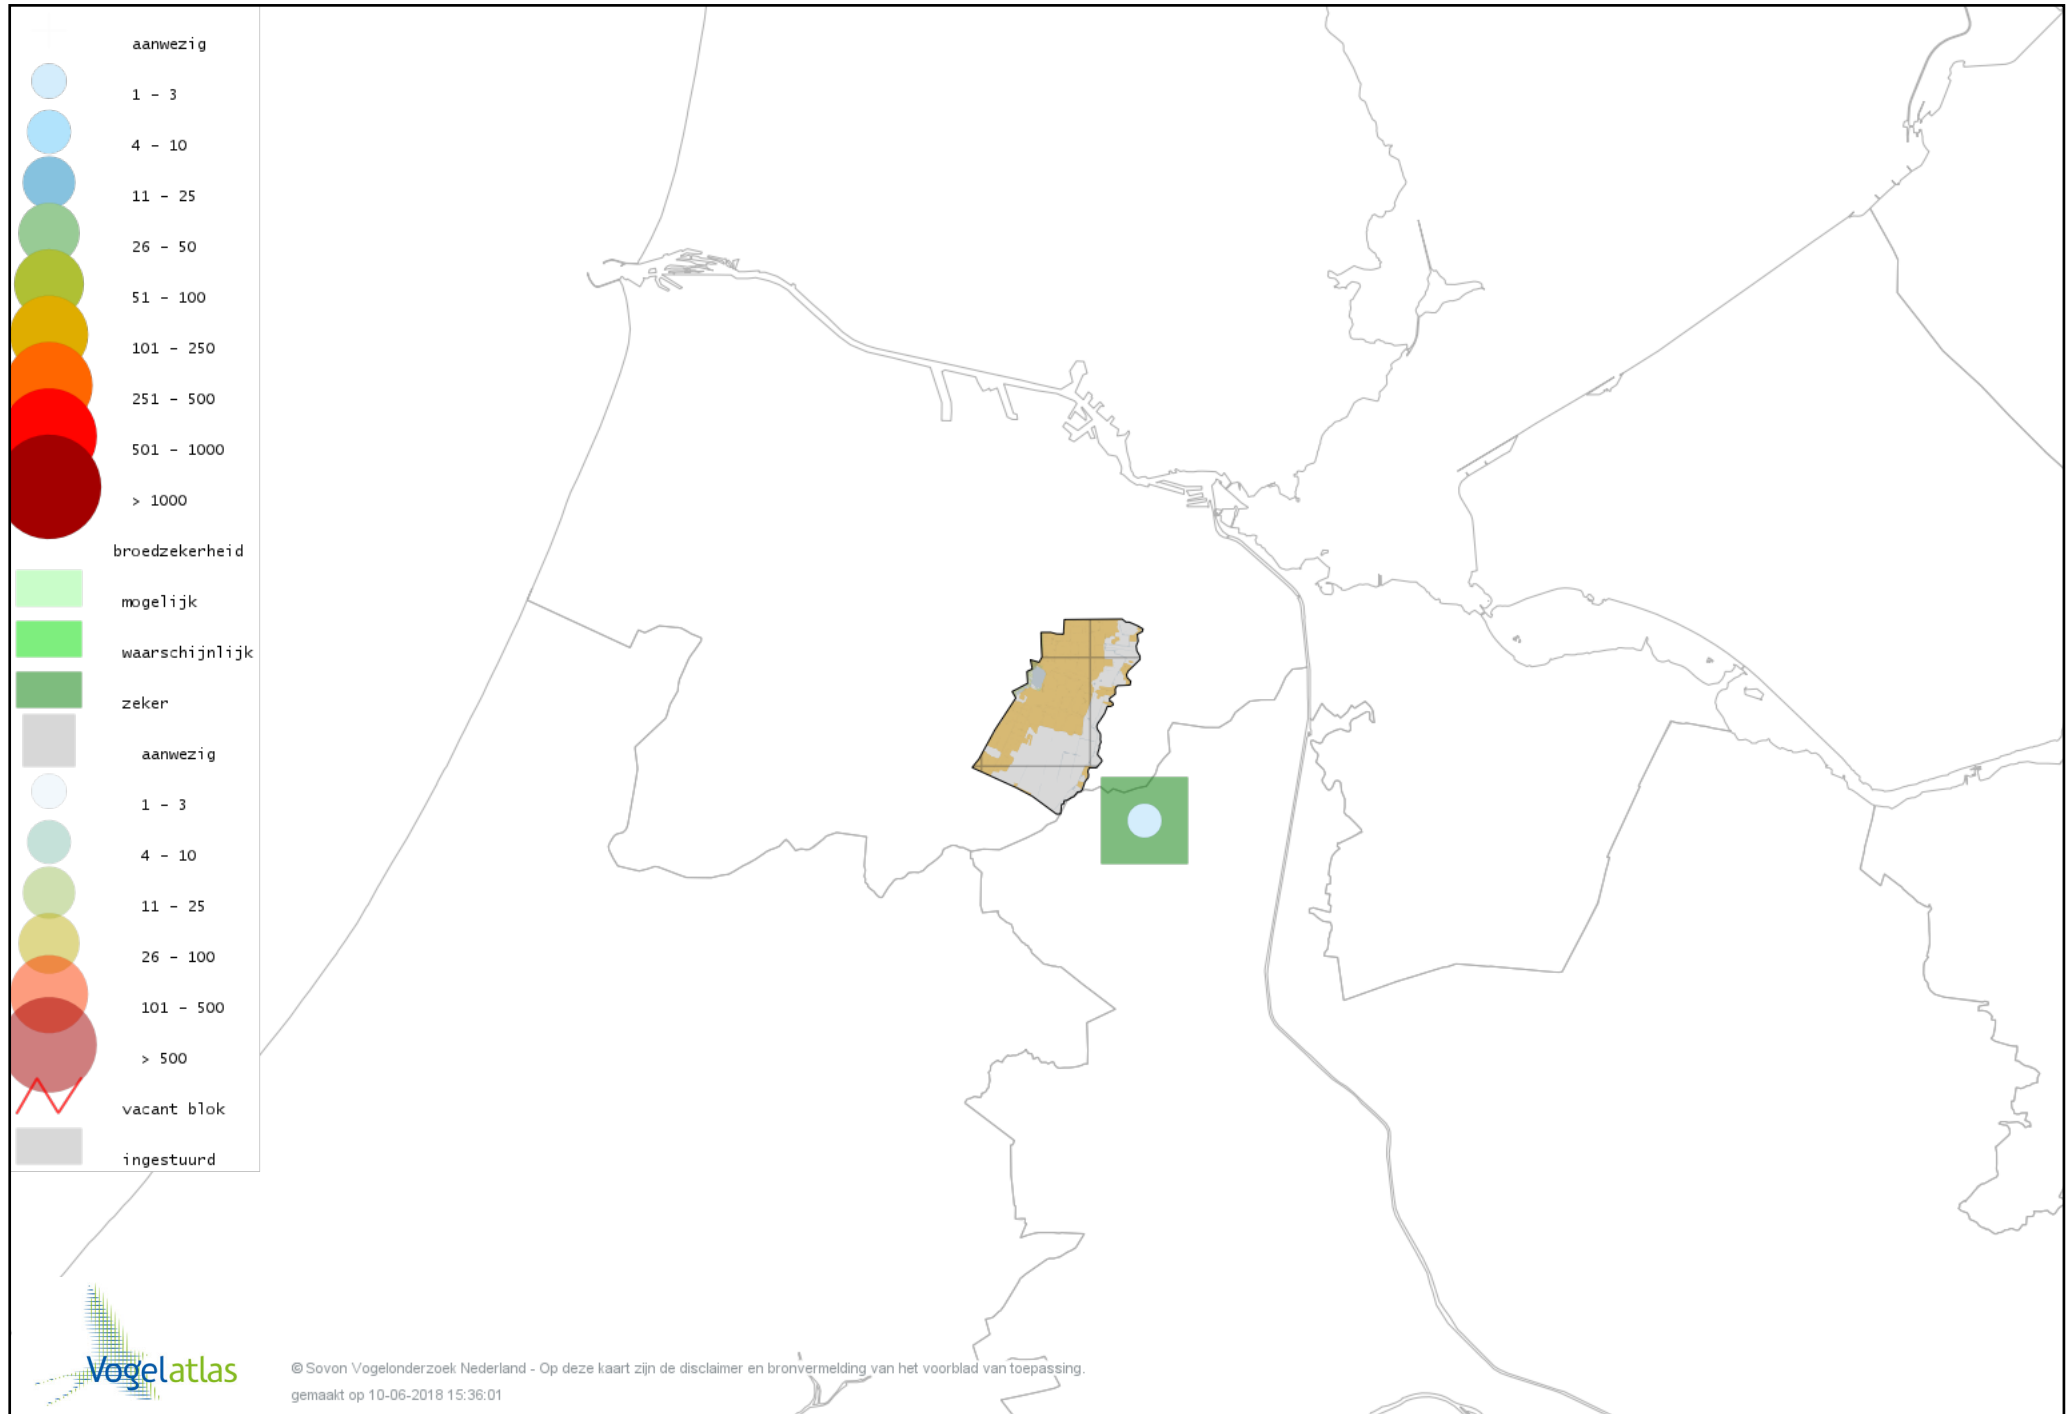 aanwezig
1 - 3
4 - 10
11 - 25
26 - 50
51 - 100
101 - 250
251 - 500
501 - 1000
> 1000
broedzekerheid
mogelijk
waarschijnlijk
zeker
aanwezig
1 - 3
4 - 10
11 - 25
26 - 100
101 - 500
> 500
vacant blok
ingestuurd
Vogelatlas
© Sovon Vogelonderzoek Nederland - Op deze kaart zijn de disclaimer en bronvermelding van het voorblad van toepassing.
gemaakt op 10-06-2018 15:36:01